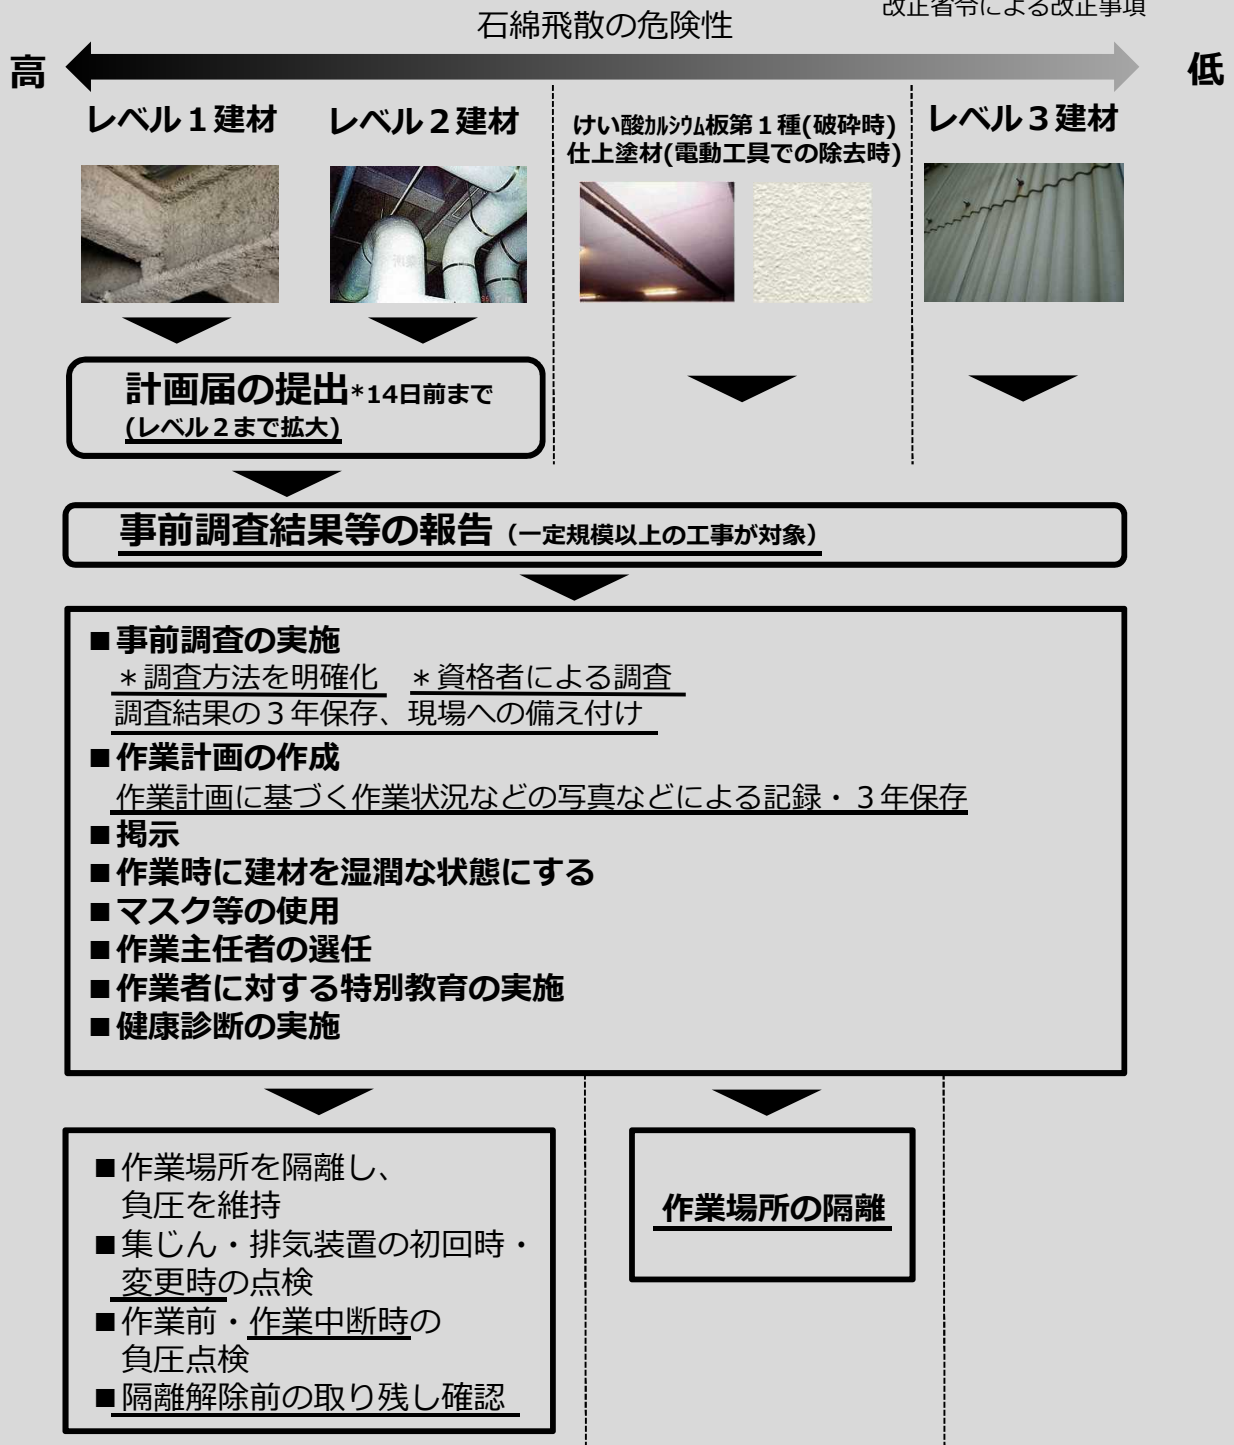 改正省令による改正事項
石綿飛散の危険性
高
低
レベル１建材
レベル２建材
けい酸ｶﾙｼｳﾑ板第１種(破砕時)
仕上塗材(電動工具での除去時)
レベル３建材
計画届の提出*14日前まで
(レベル２まで拡大)
事前調査結果等の報告（一定規模以上の工事が対象）
■事前調査の実施
＊調査方法を明確化　＊資格者による調査
調査結果の３年保存、現場への備え付け
■作業計画の作成
作業計画に基づく作業状況などの写真などによる記録・３年保存
■掲示
■作業時に建材を湿潤な状態にする
■マスク等の使用
■作業主任者の選任
■作業者に対する特別教育の実施
■健康診断の実施
■作業場所を隔離し、
負圧を維持
■集じん・排気装置の初回時・
変更時の点検
■作業前・作業中断時の
負圧点検
■隔離解除前の取り残し確認
作業場所の隔離